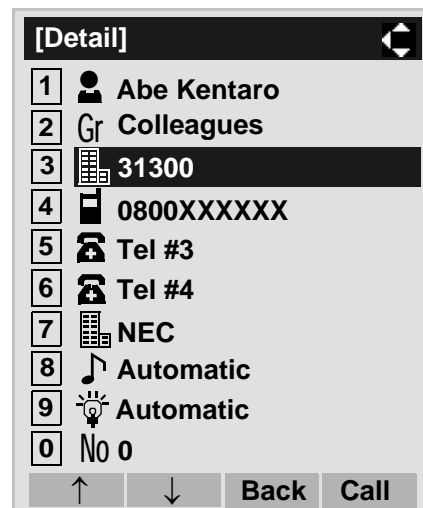 [Detail]
1 Abe Kentaro
2 Gr Colleagues
3 31300
4 0800XXXXXX
5 Tel #3
6 Tel #4
7 NEC
8 Automatic
9 Automatic
0 No 0
↑ ↓ Back Call